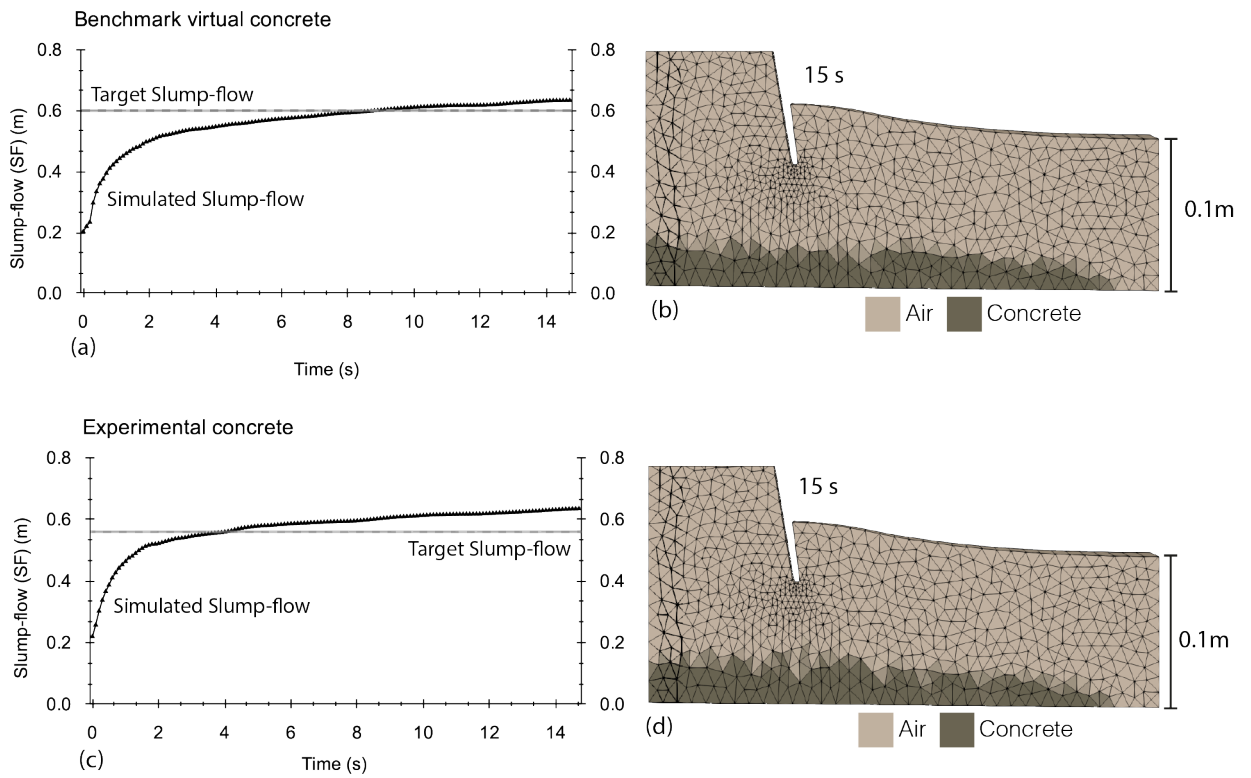 Benchmark virtual concrete
0.8
0.6
0.4
0.2
0.0
Slump-flow (SF) (m)
Target Slump-flow
Simulated Slump-flow
0.8
0.6
0.4
0.2
0.0
0 2 4 6 8 10 12 14
(a)
Time (s)
15 s
0.1m
(b)
Air Concrete
Experimental concrete
0.8
0.6
0.4
0.2
0.0
Slump-flow (SF) (m)
Target Slump-flow
Simulated Slump-flow
0.8
0.6
0.4
0.2
0.0
0 2 4 6 8 10 12 14
(c)
Time (s)
15 s
0.1m
(d)
Air Concrete